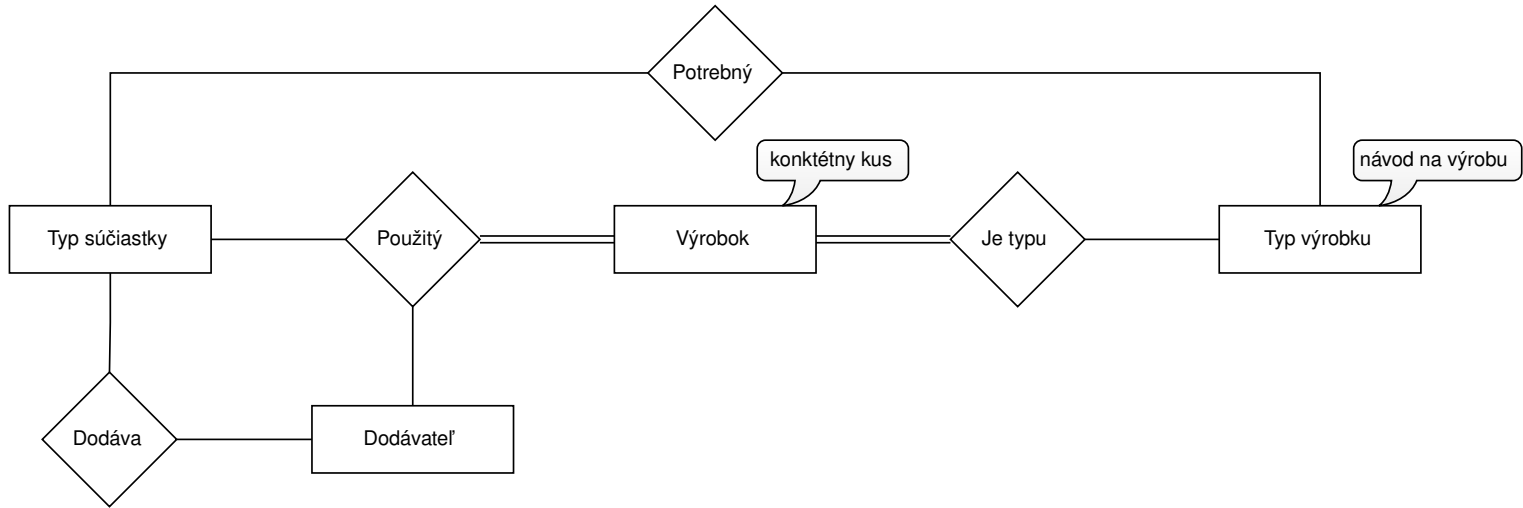 Potrebný
konktétny kus
návod na výrobu
Typ súčiastky
Použitý
Výrobok
Je typu
Typ výrobku
Dodáva
Dodávateľ